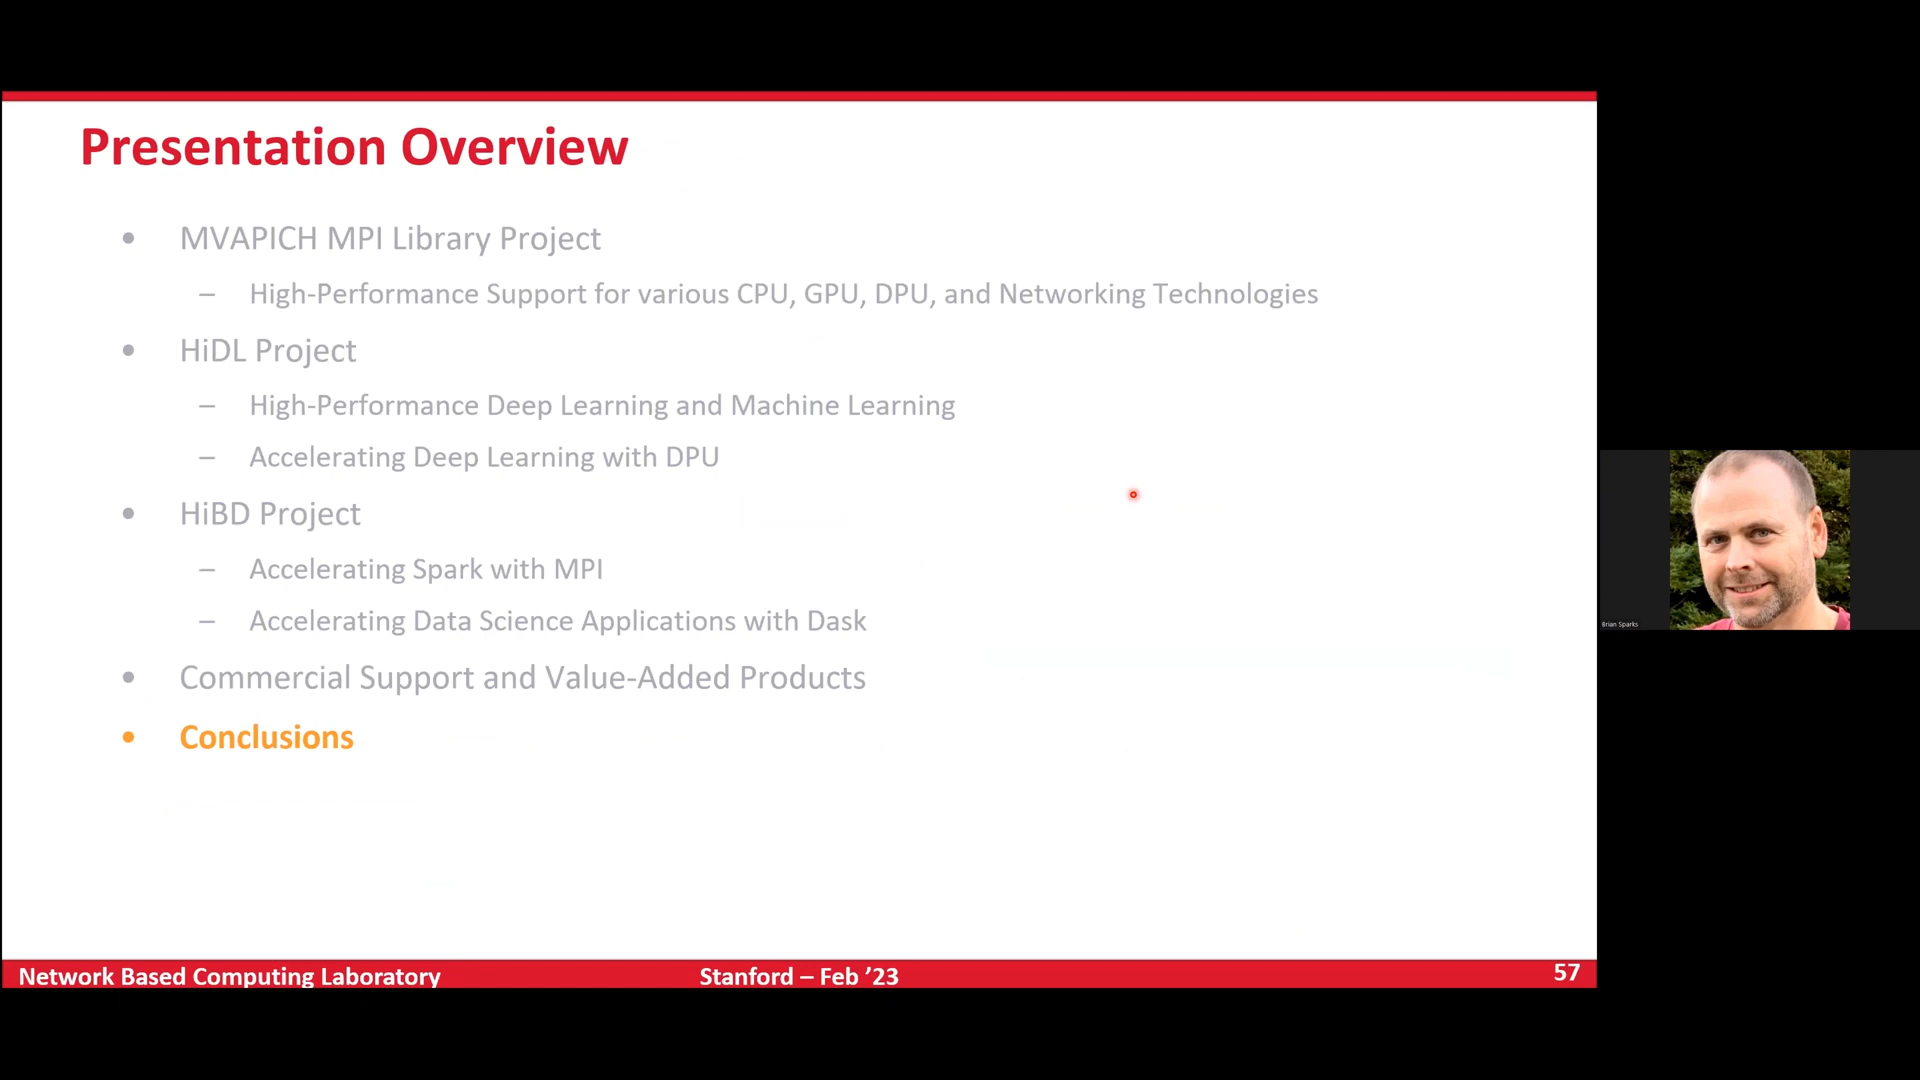 Presentation Overview
• MVAPICH MPI Library Project
– High-Performance Support for various CPU, GPU, DPU, and Networking Technologies
• HiDL Project
– High-Performance Deep Learning and Machine Learning
– Accelerating Deep Learning with DPU
• HiBD Project
– Accelerating Spark with MPI
– Accelerating Data Science Applications with Dask
• Commercial Support and Value-Added Products
• Conclusions
Brian Sparks
Network Based Computing Laboratory
Stanford – Feb ’23
57